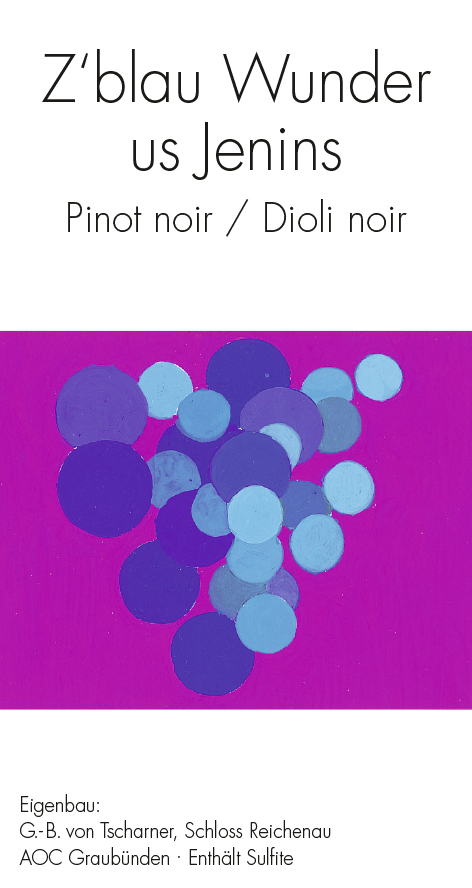 Z‘blau Wunder
us Jenins
Pinot noir / Dioli noir
Eigenbau:
G.-B. von Tscharner, Schloss Reichenau
AOC Graubünden · Enthält Sulfite